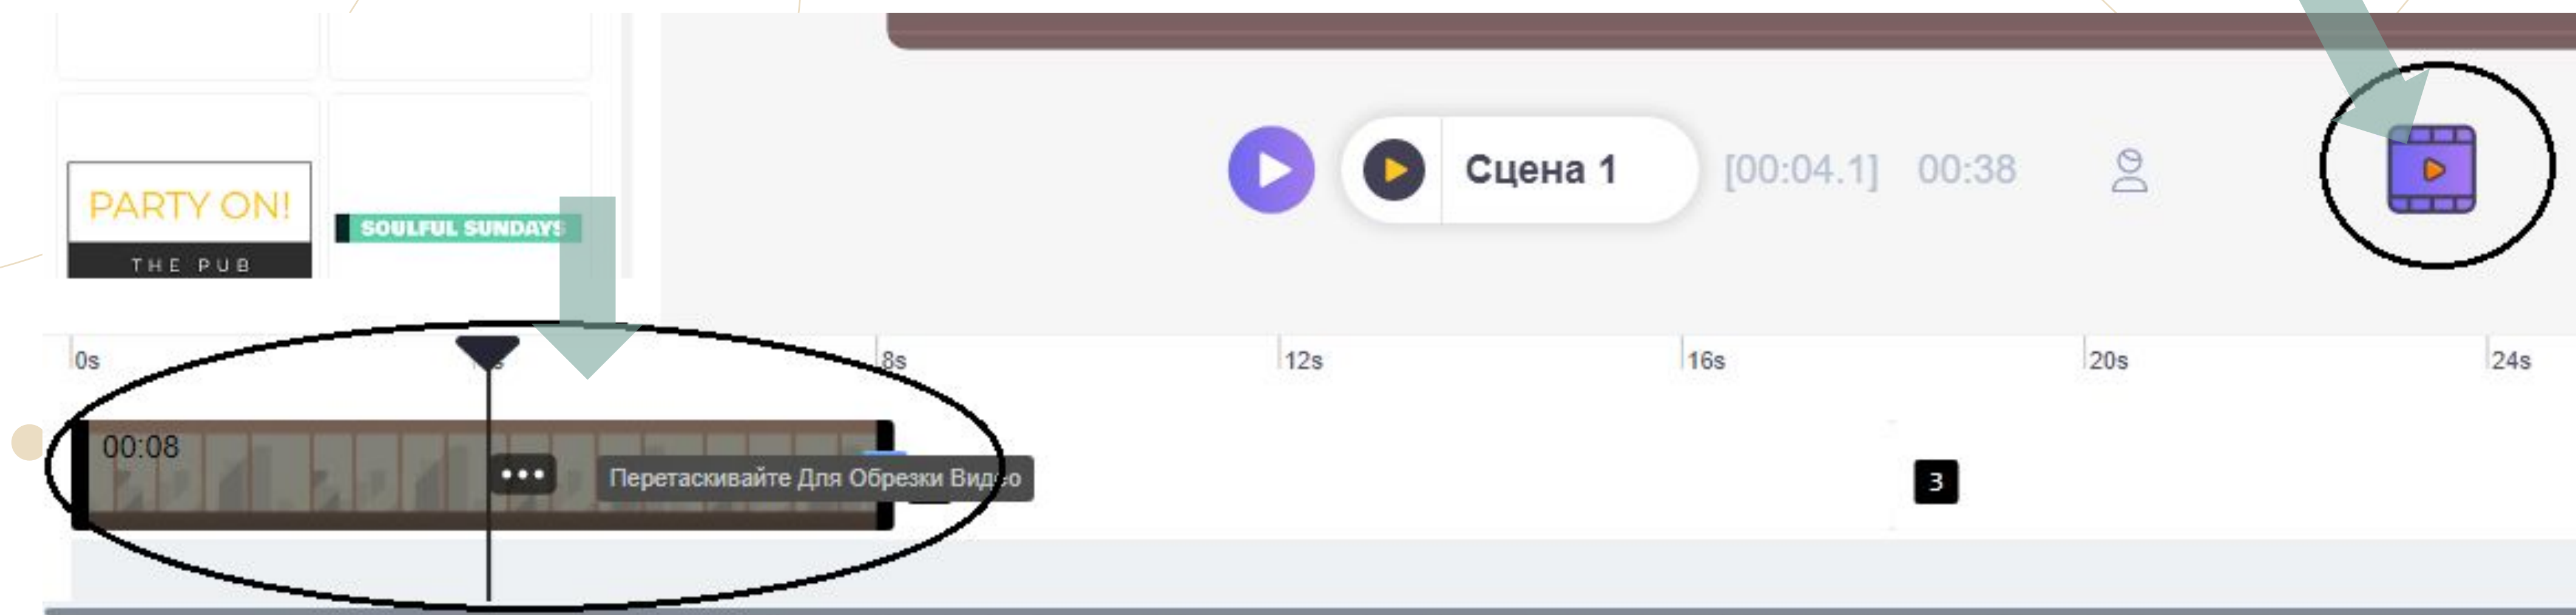 PARTY ON!
THE PUB
SOULFUL SUNDAYS
Сцена 1
[00:04.1] 00:38
0s
8s
12s
16s
20s
24s
00:08
Перетаскивайте Для Обрезки Видео
3